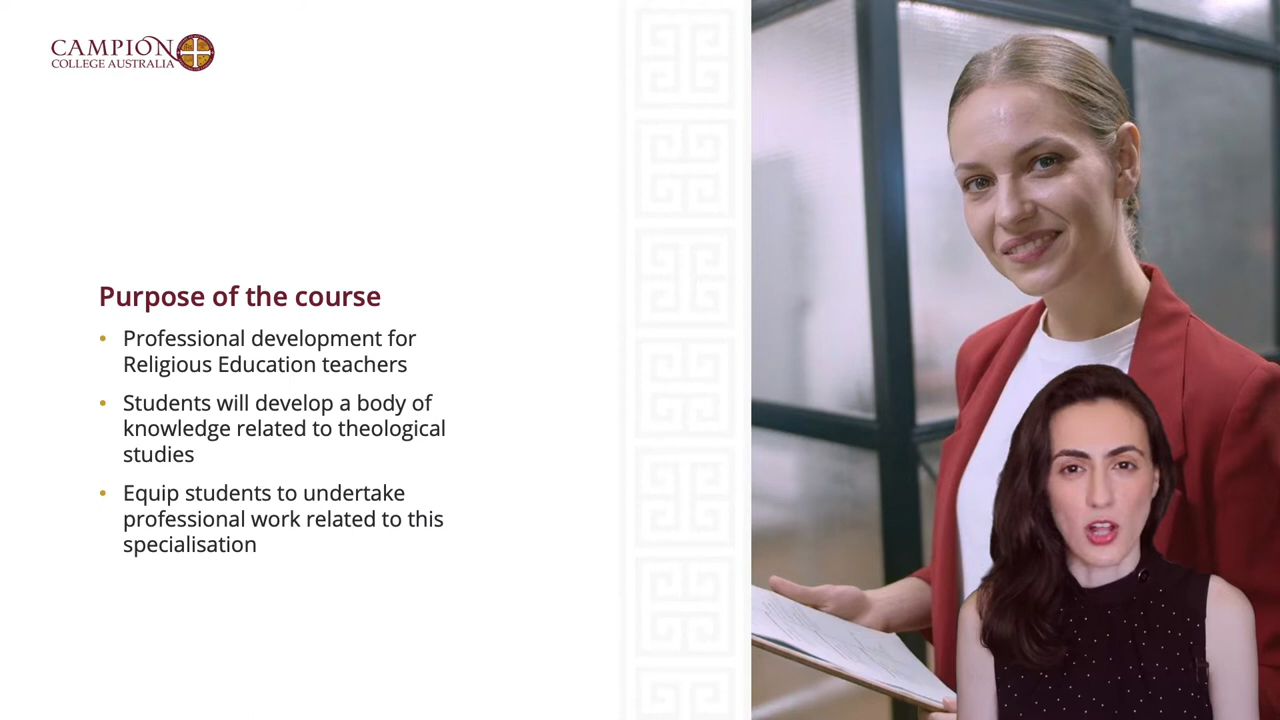 CAMPION
COLLEGE AUSTRALIA
Purpose of the course
• Professional development for
Religious Education teachers
• Students will develop a body of
knowledge related to theological
studies
• Equip students to undertake
professional work related to this
specialisation